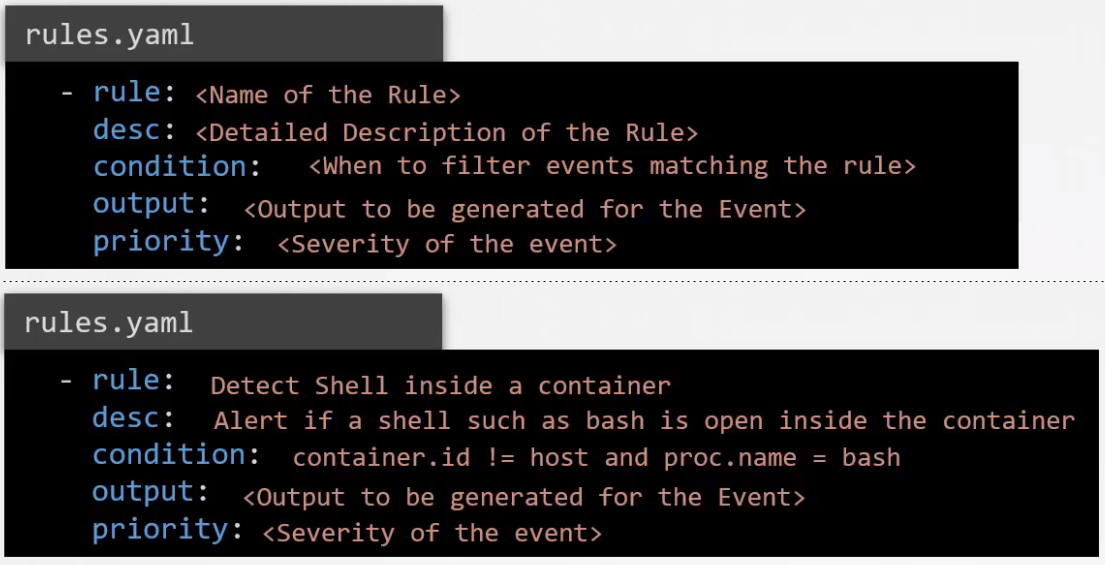 rules.yaml
- rule: <Name of the Rule>
desc: <Detailed Description of the Rule>
condition: <When to filter events matching the rule>
output: <Output to be generated for the Event>
priority: <Severity of the event>
rules.yaml
- rule: Detect Shell inside a container
desc: Alert if a shell such as bash is open inside the container
condition: container.id != host and proc.name = bash
output: <Output to be generated for the Event>
priority: <Severity of the event>